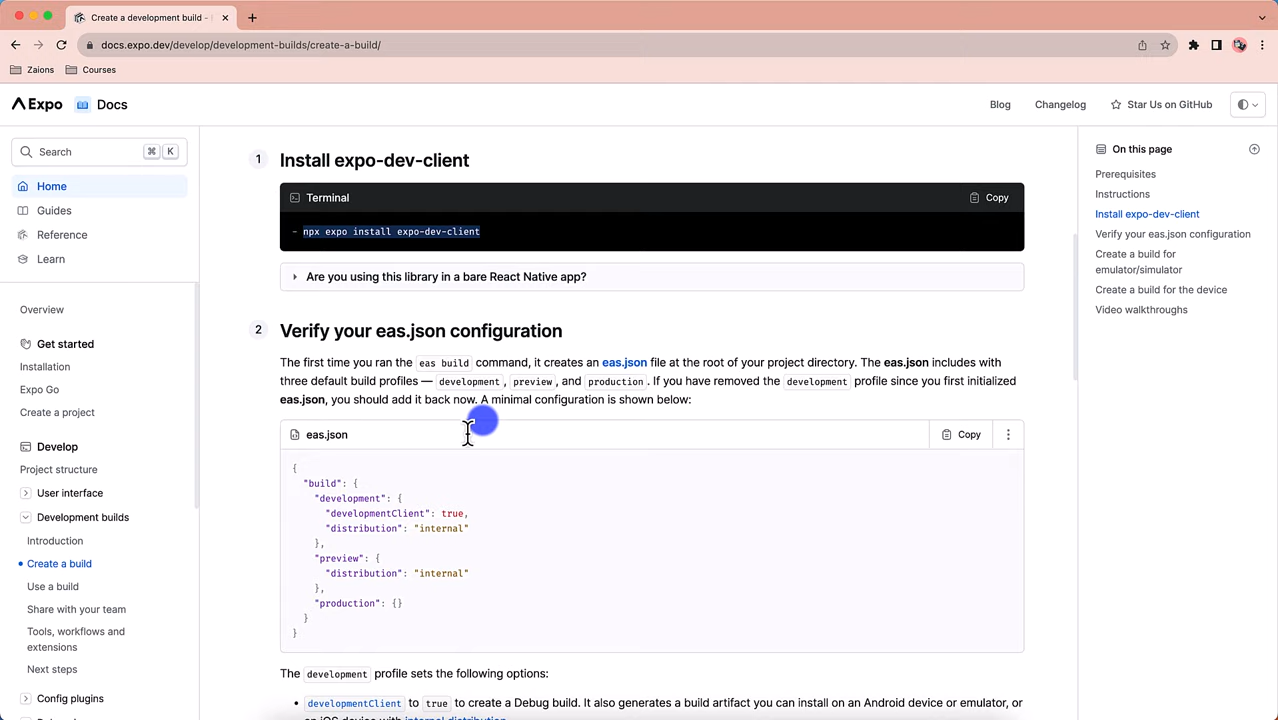 Create a development build -
docs.expo.dev/develop/development-builds/create-a-build/
Zaions
Courses
Expo
Docs
Blog
Changelog
Star Us on GitHub
Search
⌘
K
Home
Guides
Reference
Learn
Overview
Get started
Installation
Expo Go
Create a project
Develop
Project structure
User interface
Development builds
Introduction
Create a build
Use a build
Share with your team
Tools, workflows and
extensions
Next steps
Config plugins
1
Install expo-dev-client
Terminal
Copy
- npx expo install expo-dev-client
Are you using this library in a bare React Native app?
2
Verify your eas.json configuration
The first time you ran the eas build command, it creates an eas.json file at the root of your project directory. The eas.json includes with
three default build profiles — development, preview, and production. If you have removed the development profile since you first initialized
eas.json, you should add it back now. A minimal configuration is shown below:
eas.json
Copy
{
"build": {
"development": {
"developmentClient": true,
"distribution": "internal"
},
"preview": {
"distribution": "internal"
},
"production": {}
}
}
The development profile sets the following options:
• developmentClient to true to create a Debug build. It also generates a build artifact you can install on an Android device or emulator, or
an iOS device with internal distribution.
On this page
Prerequisites
Instructions
Install expo-dev-client
Verify your eas.json configuration
Create a build for
emulator/simulator
Create a build for the device
Video walkthroughs